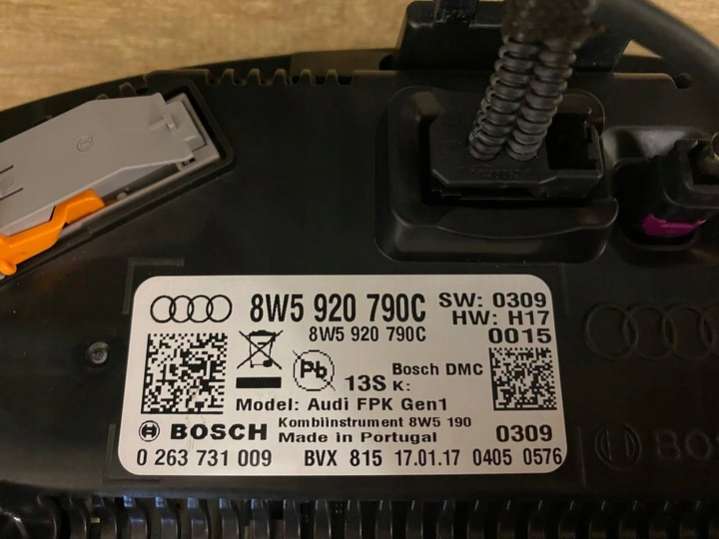 8W5 920 790C SW: 0309
HW: H17
8W5 920 790C 0015
Pb
13S K: Bosch DMC
Model: Audi FPK Gen1
BOSCH Kombiinstrument 8W5 190
Made in Portugal 0309
0 263 731 009 BVX 815 17.01.17 0405 0576